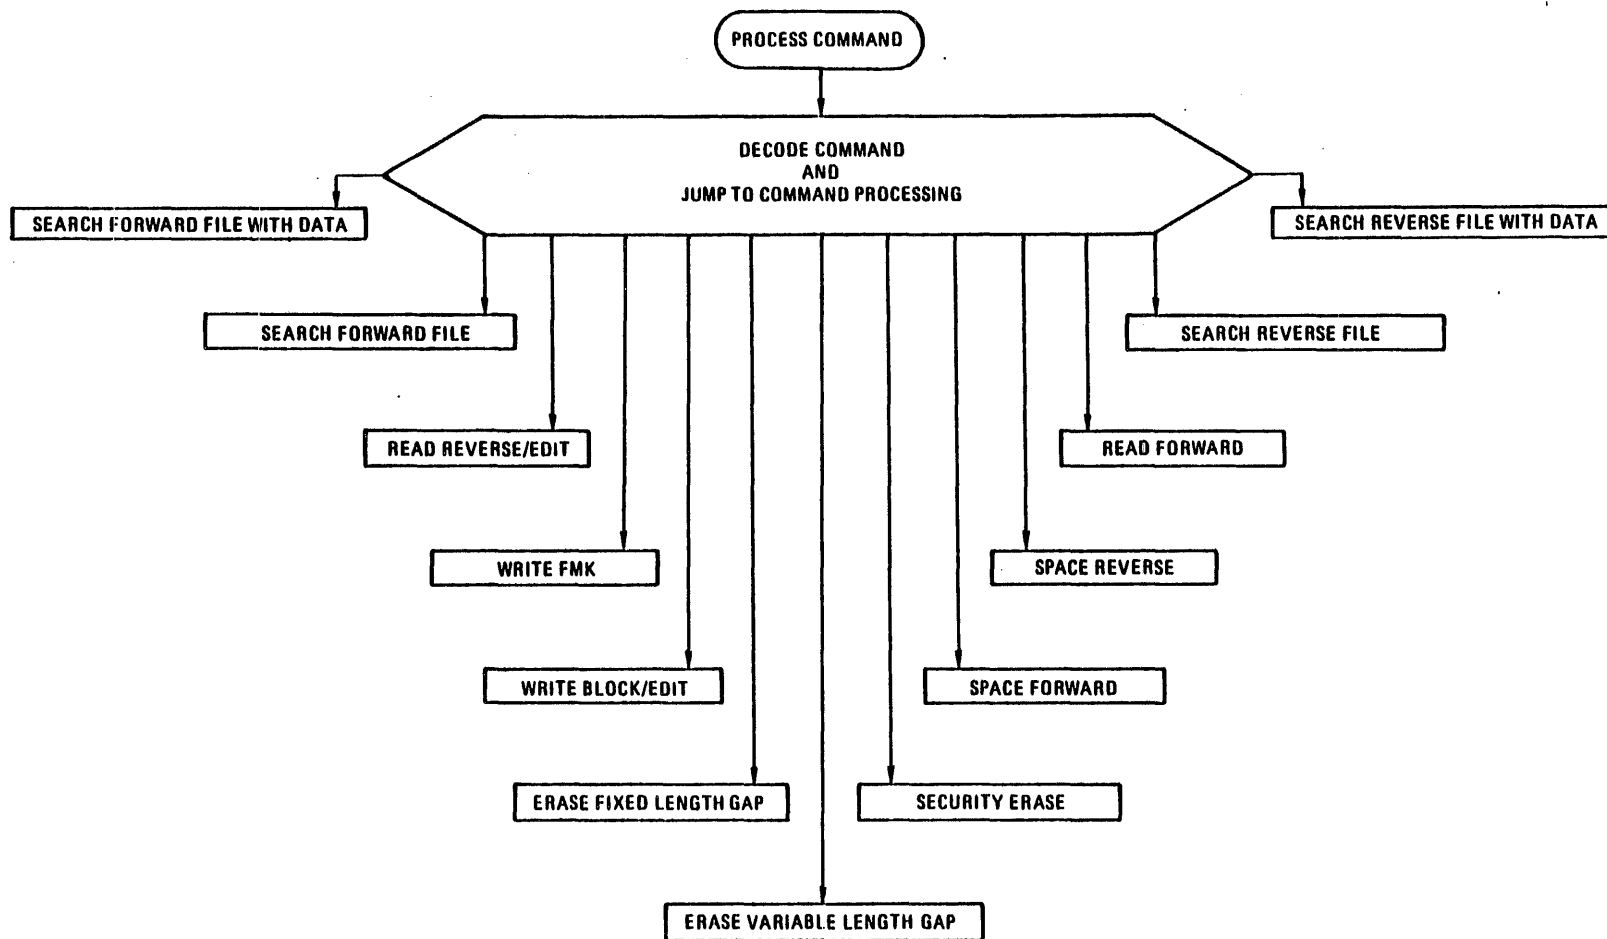 PROCESS COMMAND
DECODE COMMAND
AND
JUMP TO COMMAND PROCESSING
SEARCH FORWARD FILE WITH DATA
SEARCH REVERSE FILE WITH DATA
SEARCH FORWARD FILE
SEARCH REVERSE FILE
READ REVERSE/EDIT
READ FORWARD
WRITE FMK
SPACE REVERSE
WRITE BLOCK/EDIT
SPACE FORWARD
ERASE FIXED LENGTH GAP
SECURITY ERASE
ERASE VARIABLE LENGTH GAP